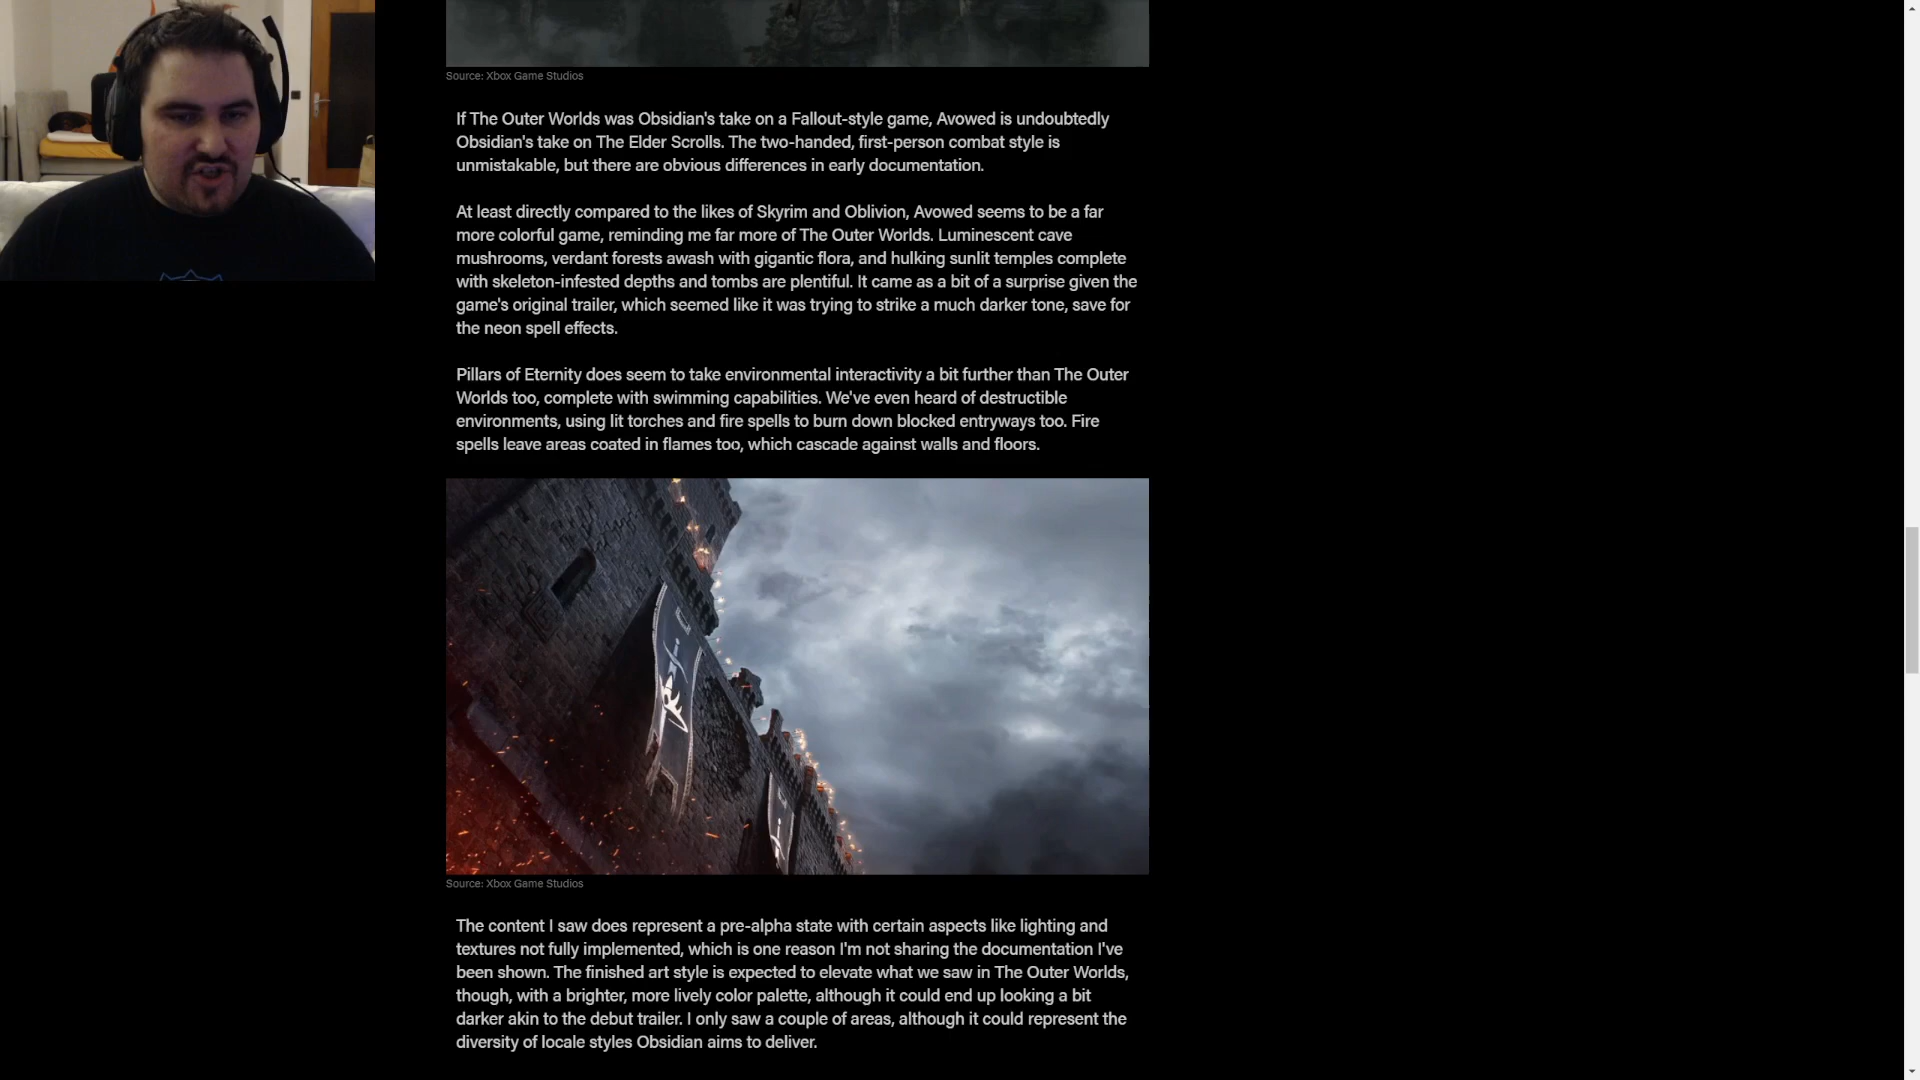 Source: Xbox Game Studios
If The Outer Worlds was Obsidian's take on a Fallout-style game, Avowed is undoubtedly
Obsidian's take on The Elder Scrolls. The two-handed, first-person combat style is
unmistakable, but there are obvious differences in early documentation.
At least directly compared to the likes of Skyrim and Oblivion, Avowed seems to be a far
more colorful game, reminding me far more of The Outer Worlds. Luminescent cave
mushrooms, verdant forests awash with gigantic flora, and hulking sunlit temples complete
with skeleton-infested depths and tombs are plentiful. It came as a bit of a surprise given the
game's original trailer, which seemed like it was trying to strike a much darker tone, save for
the neon spell effects.
Pillars of Eternity does seem to take environmental interactivity a bit further than The Outer
Worlds too, complete with swimming capabilities. We've even heard of destructible
environments, using lit torches and fire spells to burn down blocked entryways too. Fire
spells leave areas coated in flames too, which cascade against walls and floors.
Source: Xbox Game Studios
The content I saw does represent a pre-alpha state with certain aspects like lighting and
textures not fully implemented, which is one reason I'm not sharing the documentation I've
been shown. The finished art style is expected to elevate what we saw in The Outer Worlds,
though, with a brighter, more lively color palette, although it could end up looking a bit
darker akin to the debut trailer. I only saw a couple of areas, although it could represent the
diversity of locale styles Obsidian aims to deliver.